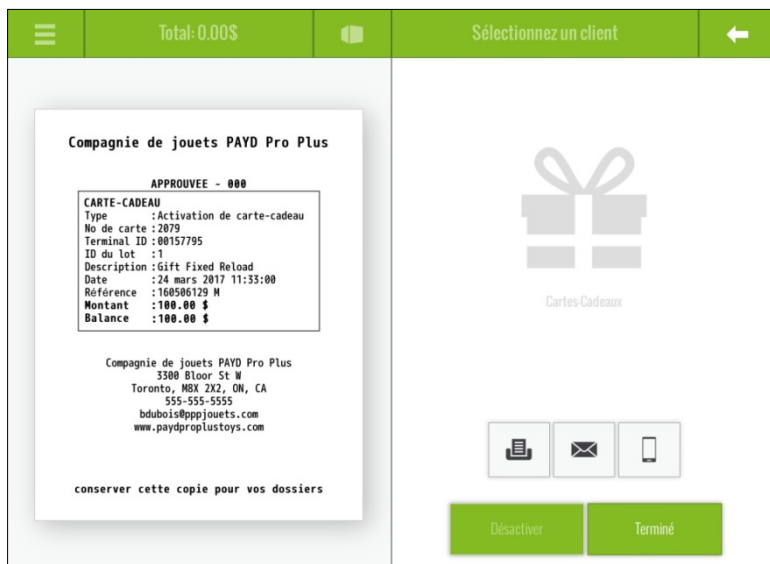 Total: 0.00$
Sélectionnez un client
Compagnie de jouets PAYD Pro Plus
APPROUVEE - 000
CARTE-CADEAU
Type :Activation de carte-cadeau
No de carte :2079
Terminal ID :00157795
ID du lot :1
Description :Gift Fixed Reload
Date :24 mars 2017 11:33:00
Référence :160506129 M
Montant :100.00 $
Balance :100.00 $
Compagnie de jouets PAYD Pro Plus
3300 Bloor St W
Toronto, M8X 2X2, ON, CA
555-555-5555
bdubois@pppjouets.com
www.paydproplustoys.com
conserver cette copie pour vos dossiers
Cartes-Cadeaux
Désactiver
Terminé